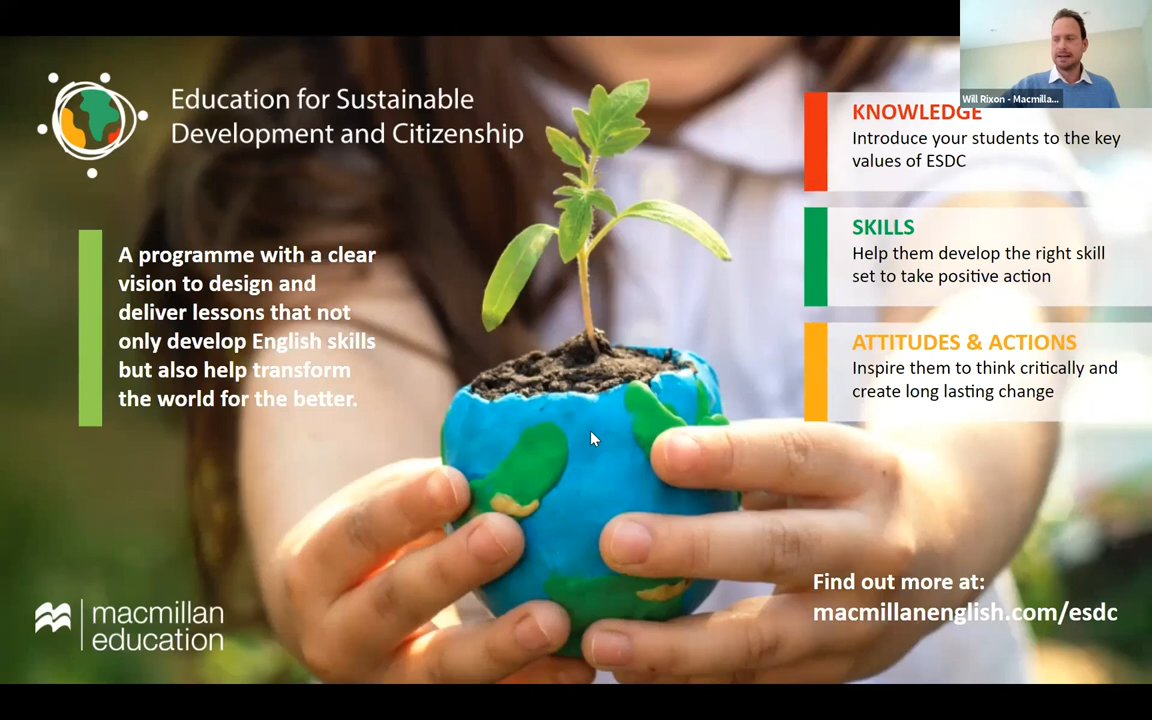 Education for Sustainable
Development and Citizenship
A programme with a clear
vision to design and
deliver lessons that not
only develop English skills
but also help transform
the world for the better.
macmillan
education
Will Rixon - Macmilla...
KNOWLEDGE
Introduce your students to the key
values of ESDC
SKILLS
Help them develop the right skill
set to take positive action
ATTITUDES & ACTIONS
Inspire them to think critically and
create long lasting change
Find out more at:
macmillanenglish.com/esdc